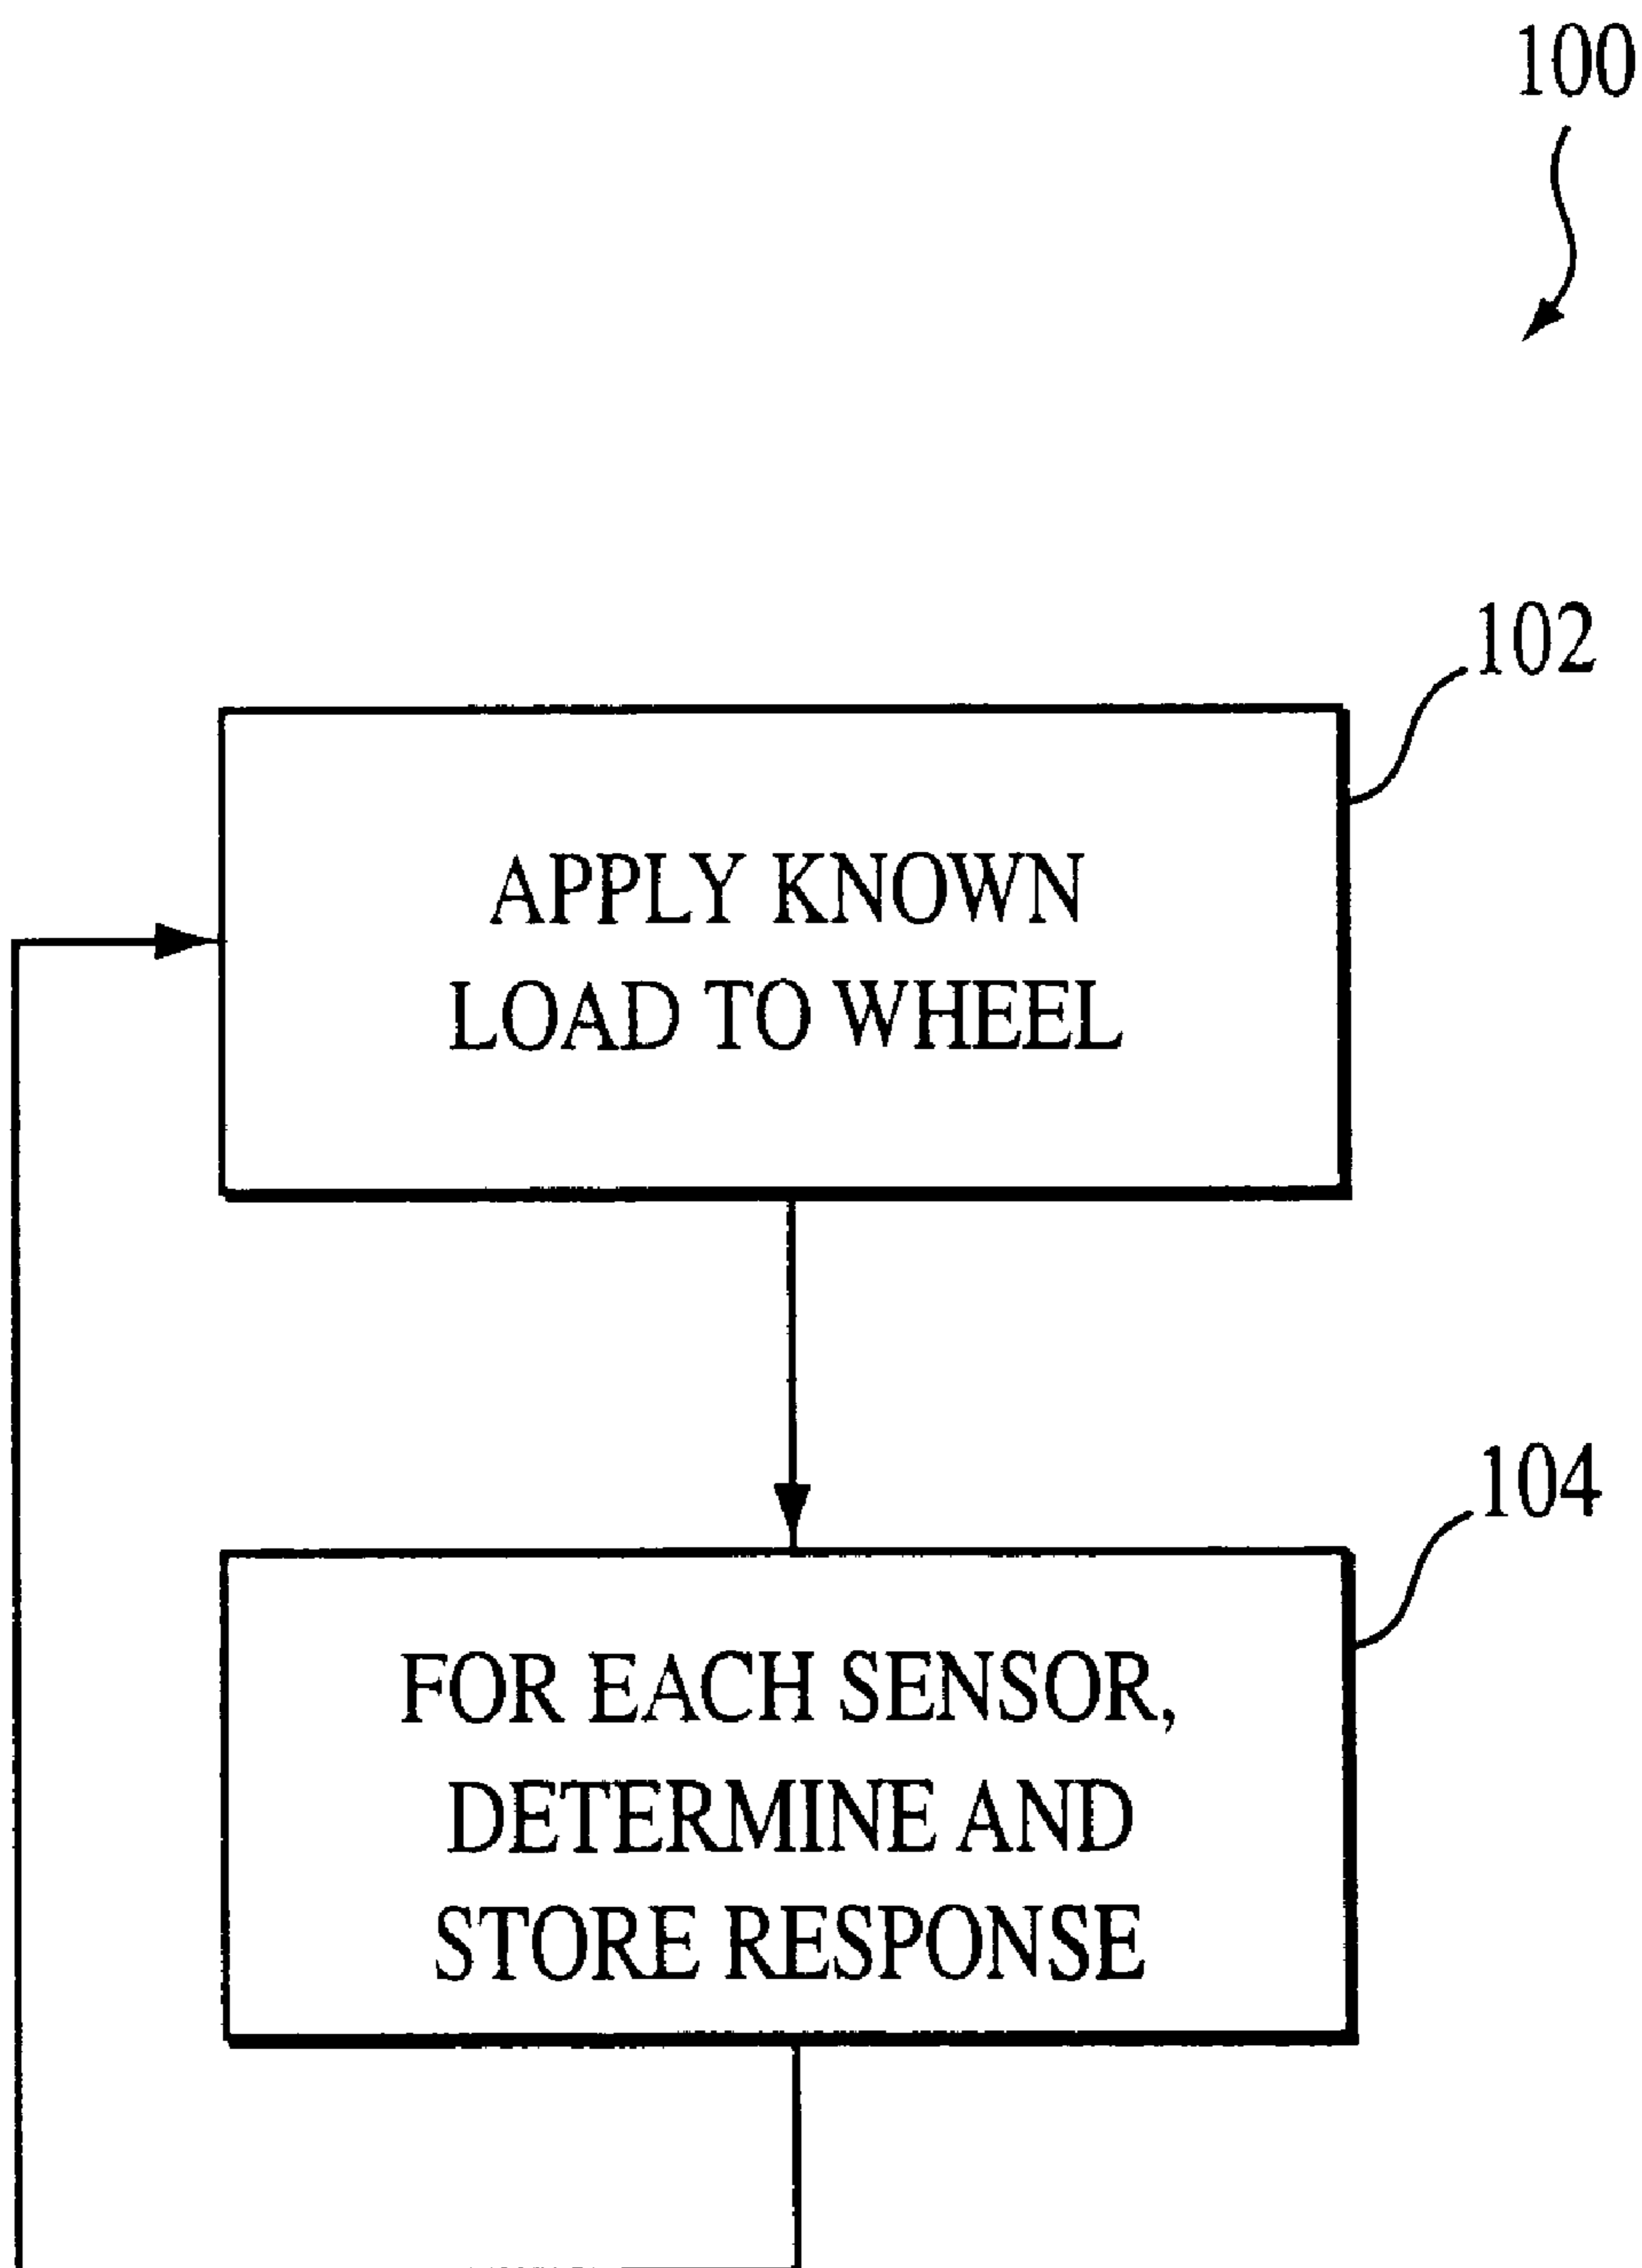 100
102
APPLY KNOWN
LOAD TO WHEEL
104
FOR EACH SENSOR,
DETERMINE AND
STORE RESPONSE